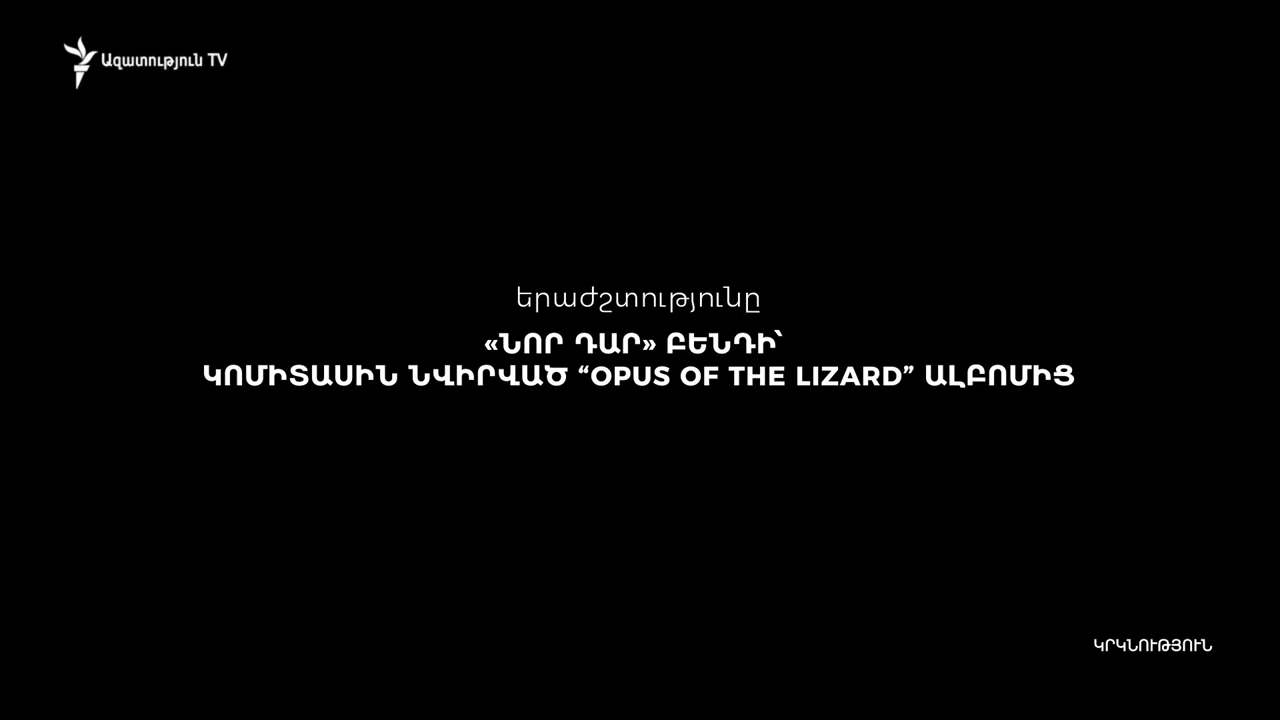 Ազատություն TV
երաժշտությունը
«ՆՈՐ ԴԱՐ» ԲԵՆԴԻ՝
ԿՈՄԻՏԱՍԻՆ ՆՎԻՐՎԱԾ “OPUS OF THE LIZARD” ԱԼԲՈՄԻՑ
ԿՐԿՆՈՒԹՅՈՒՆ